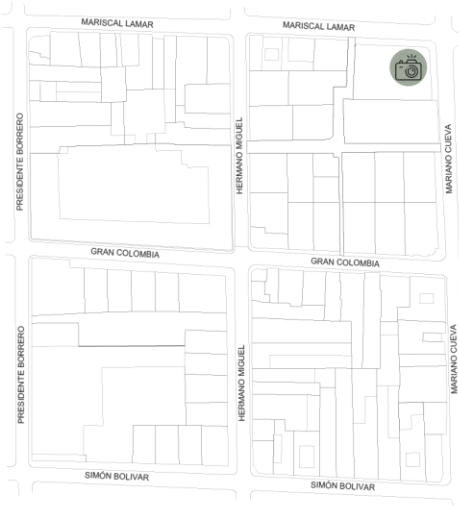 MARISCAL LAMAR
MARISCAL LAMAR
PRESIDENTE BORRERO
HERMANO MIGUEL
MARIANO CUEVA
GRAN COLOMBIA
GRAN COLOMBIA
PRESIDENTE BORRERO
HERMANO MIGUEL
MARIANO CUEVA
SIMÓN BOLIVAR
SIMÓN BOLIVAR